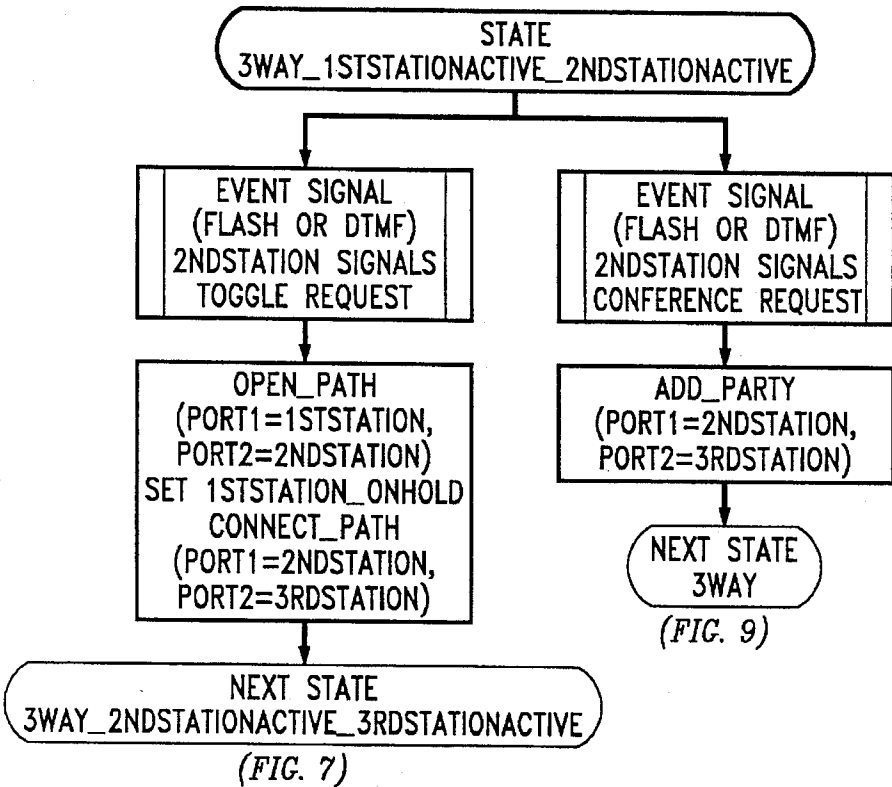 STATE
3WAY_1STSTATIONACTIVE_2NDSTATIONACTIVE
EVENT SIGNAL
(FLASH OR DTMF)
2NDSTATION SIGNALS
TOGGLE REQUEST
OPEN_PATH
(PORT1=1STSTATION,
PORT2=2NDSTATION)
SET 1STSTATION_ONHOLD
CONNECT_PATH
(PORT1=2NDSTATION,
PORT2=3RDSTATION)
NEXT STATE
3WAY_2NDSTATIONACTIVE_3RDSTATIONACTIVE
(FIG. 7)
EVENT SIGNAL
(FLASH OR DTMF)
2NDSTATION SIGNALS
CONFERENCE REQUEST
ADD_PARTY
(PORT1=2NDSTATION,
PORT2=3RDSTATION)
NEXT STATE
3WAY
(FIG. 9)